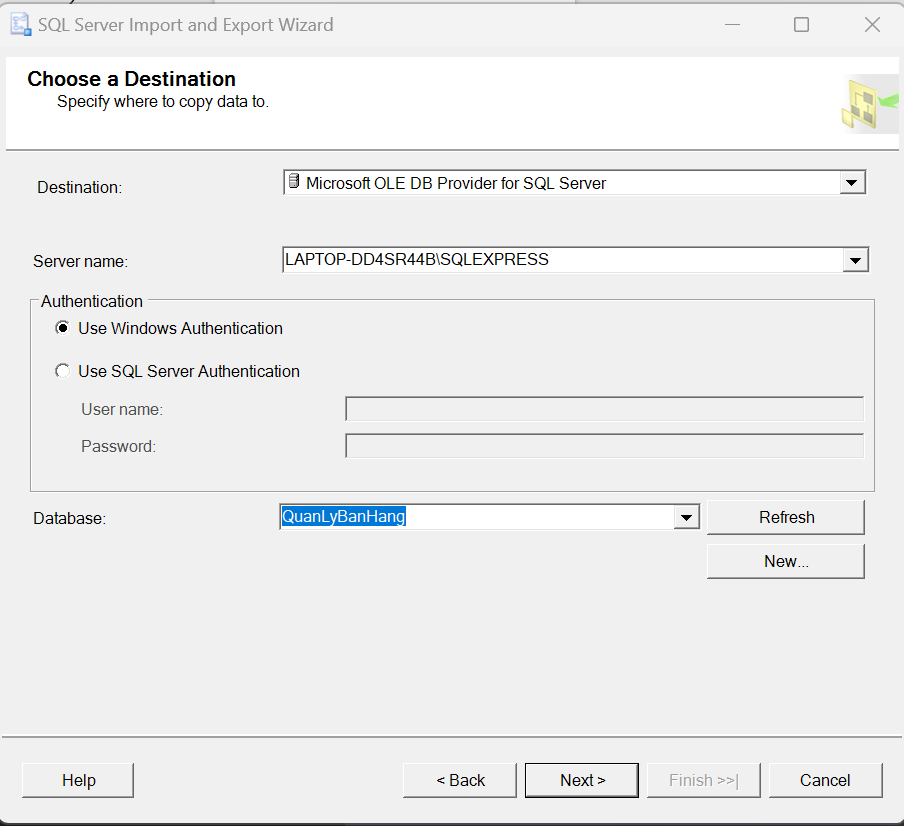 SQL Server Import and Export Wizard
Choose a Destination
Specify where to copy data to.
Destination: Microsoft OLE DB Provider for SQL Server
Server name: LAPTOP-DD4SR44B\SQLEXPRESS
Authentication
Use Windows Authentication
Use SQL Server Authentication
User name:
Password:
Database: QuanLyBanHang Refresh
New...
Help < Back Next > Finish >>| Cancel